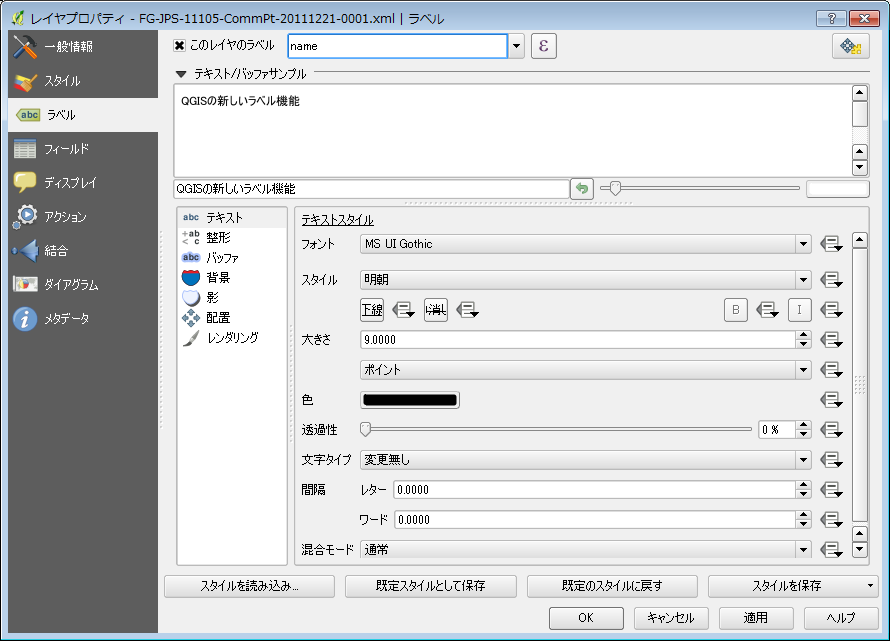 レイヤプロパティ - FG-JPS-11105-CommPt-20111221-0001.xml | ラベル
一般情報
スタイル
abc ラベル
フィールド
ディスプレイ
アクション
結合
ダイアグラム
メタデータ
このレイヤのラベル name ε
テキスト/バッファサンプル
QGISの新しいラベル機能
QGISの新しいラベル機能
abc テキスト
+ab < c 整形
abc バッファ
背景
影
配置
レンダリング
テキストスタイル
フォント MS UI Gothic
スタイル 明朝
下線 B I
大きさ 9.0000
ポイント
色
透過性 0 %
文字タイプ 変更無し
間隔 レター 0.0000
ワード 0.0000
混合モード 通常
スタイルを読み込み... 既定スタイルとして保存 既定のスタイルに戻す スタイルを保存
OK キャンセル 適用 ヘルプ